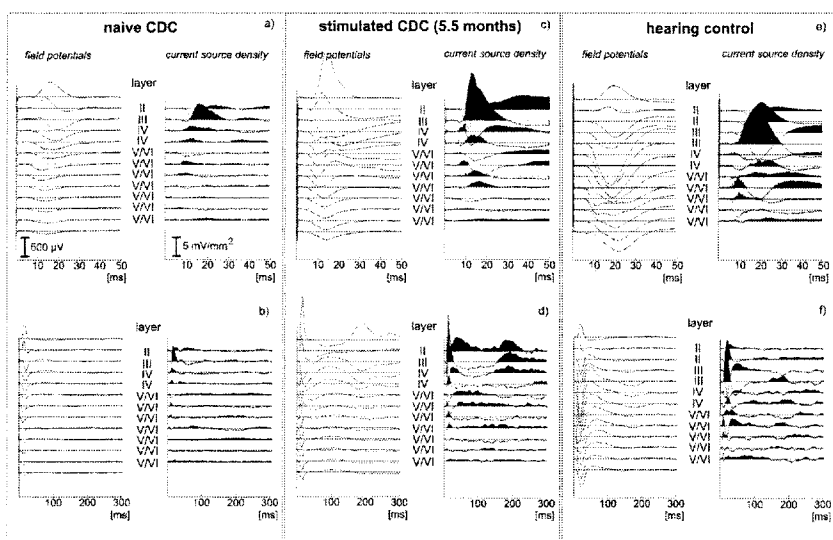 naive CDC
a)
field potentials
current source density
layer
II
III
IV
IV
V/VI
V/VI
V/VI
V/VI
V/VI
V/VI
V/VI
500 µV
5 mV/mm²
10 20 30 40 50
[ms]
10 20 30 40 50
[ms]
b)
layer
II
III
IV
IV
V/VI
V/VI
V/VI
V/VI
V/VI
V/VI
V/VI
100 300
[ms]
100 300
[ms]
stimulated CDC (5.5 months)
c)
field potentials
current source density
layer
II
III
IV
IV
V/VI
V/VI
V/VI
V/VI
V/VI
V/VI
V/VI
10 20 30 40 50
[ms]
10 20 30 40 50
[ms]
d)
layer
II
III
IV
IV
V/VI
V/VI
V/VI
V/VI
V/VI
V/VI
V/VI
100 300
[ms]
100 300
[ms]
hearing control
e)
field potentials
current source density
layer
II
II
III
III
IV
IV
V/VI
V/VI
V/VI
V/VI
V/VI
10 20 30 40 50
[ms]
10 20 30 40 50
[ms]
f)
layer
II
II
III
III
IV
IV
V/VI
V/VI
V/VI
V/VI
V/VI
100 300
[ms]
100 300
[ms]